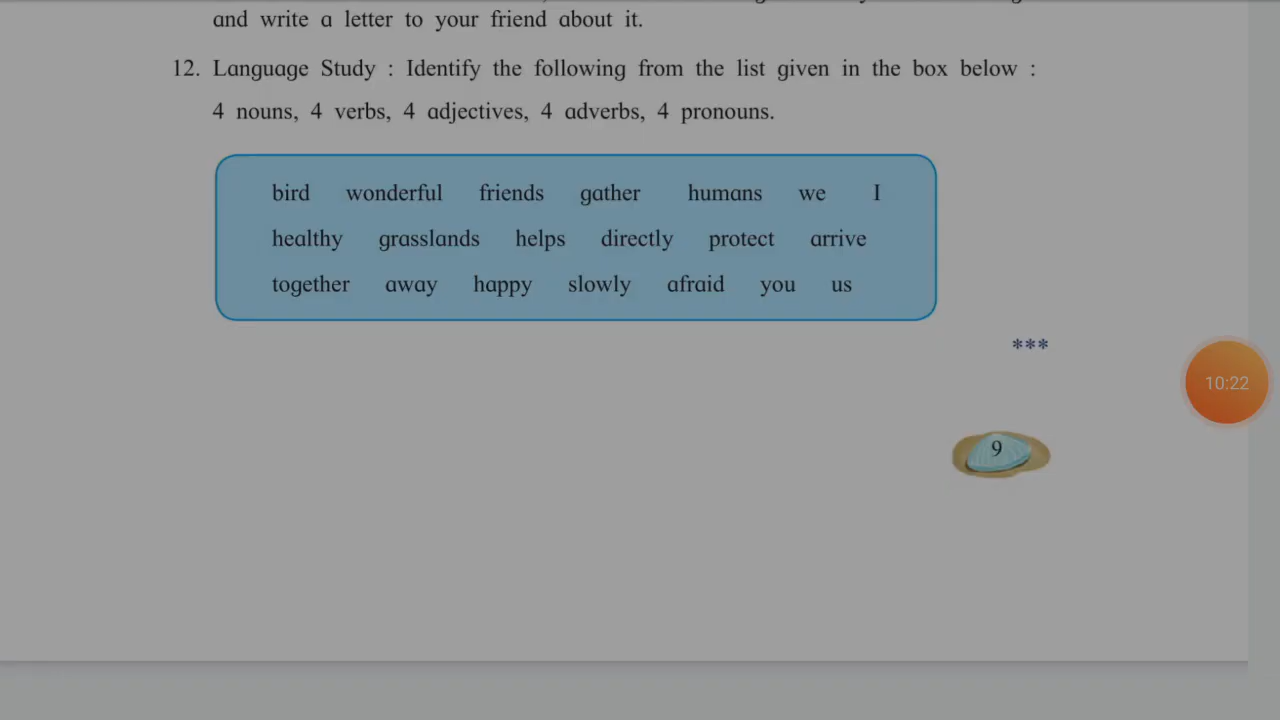 and write a letter to your friend about it.
12. Language Study : Identify the following from the list given in the box below :
4 nouns, 4 verbs, 4 adjectives, 4 adverbs, 4 pronouns.
bird wonderful friends gather humans we I
healthy grasslands helps directly protect arrive
together away happy slowly afraid you us
***
10:22
9